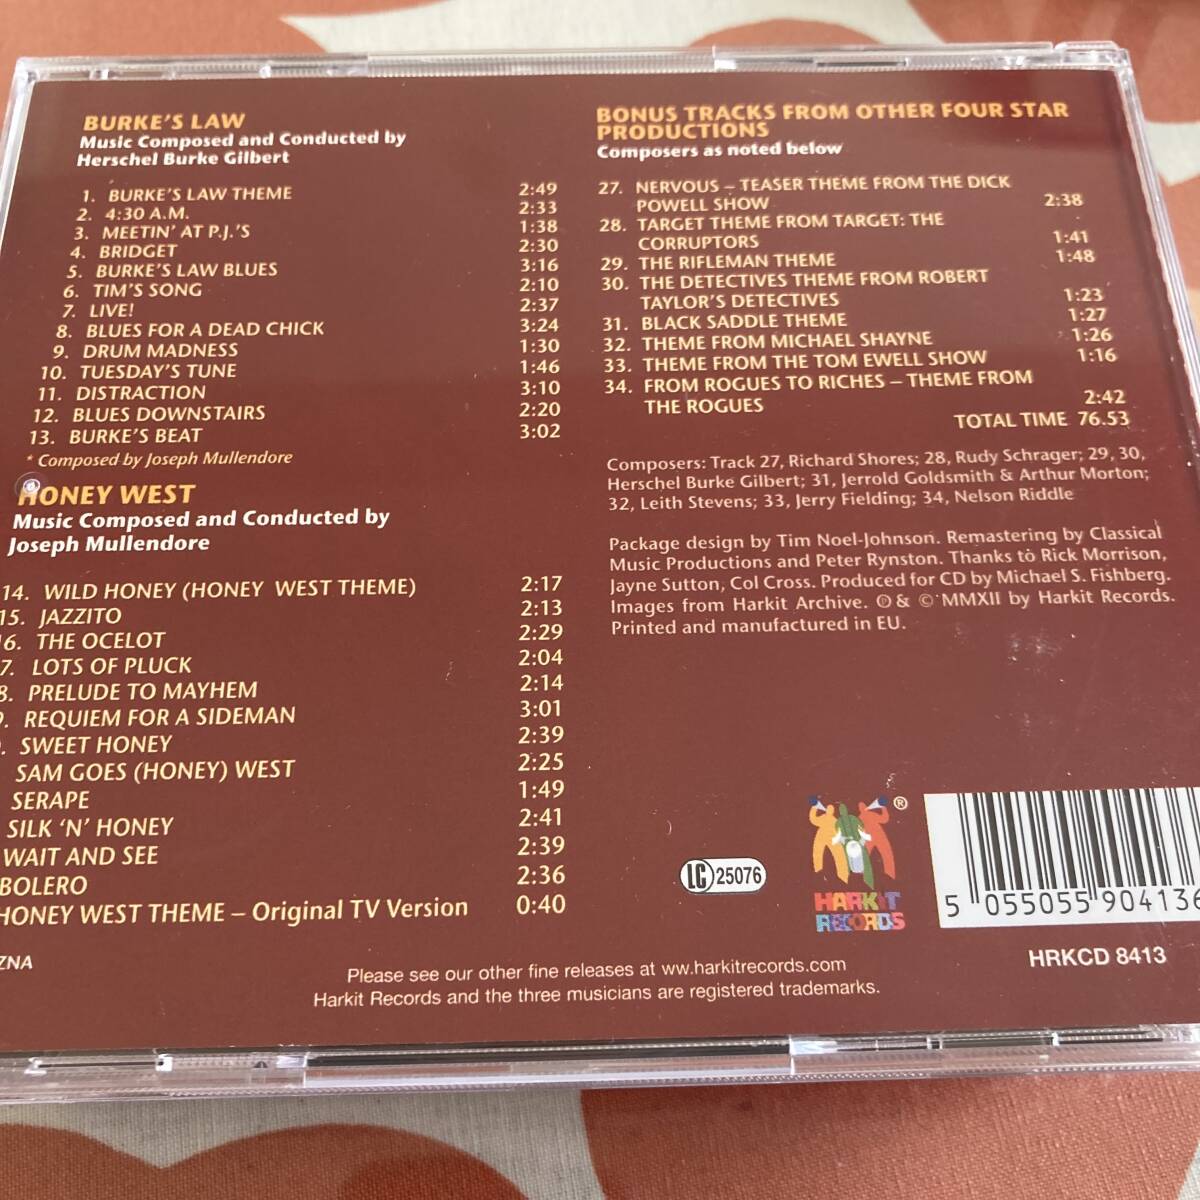 BURKE'S LAW
Music Composed and Conducted by
Herschel Burke Gilbert
1. BURKE'S LAW THEME 2:49
2. 4:30 A.M. 2:33
3. MEETIN' AT P.J.'S 1:38
4. BRIDGET 2:30
5. BURKE'S LAW BLUES 3:16
6. TIM'S SONG 2:10
7. LIVE! 2:37
8. BLUES FOR A DEAD CHICK 3:24
9. DRUM MADNESS 1:30
10. TUESDAY'S TUNE 1:46
11. DISTRACTION 3:10
12. BLUES DOWNSTAIRS 2:20
13. BURKE'S BEAT 3:02
* Composed by Joseph Mullendore
HONEY WEST
Music Composed and Conducted by
Joseph Mullendore
14. WILD HONEY (HONEY WEST THEME) 2:17
15. JAZZITO 2:13
16. THE OCELOT 2:29
7. LOTS OF PLUCK 2:04
8. PRELUDE TO MAYHEM 2:14
9. REQUIEM FOR A SIDEMAN 3:01
. SWEET HONEY 2:39
SAM GOES (HONEY) WEST 2:25
SERAPE 1:49
SILK 'N' HONEY 2:41
WAIT AND SEE 2:39
BOLERO 2:36
HONEY WEST THEME – Original TV Version 0:40
BONUS TRACKS FROM OTHER FOUR STAR
PRODUCTIONS
Composers as noted below
27. NERVOUS – TEASER THEME FROM THE DICK
POWELL SHOW 2:38
28. TARGET THEME FROM TARGET: THE
CORRUPTORS 1:41
29. THE RIFLEMAN THEME 1:48
30. THE DETECTIVES THEME FROM ROBERT
TAYLOR'S DETECTIVES 1:23
31. BLACK SADDLE THEME 1:27
32. THEME FROM MICHAEL SHAYNE 1:26
33. THEME FROM THE TOM EWELL SHOW 1:16
34. FROM ROGUES TO RICHES – THEME FROM
THE ROGUES 2:42
TOTAL TIME 76.53
Composers: Track 27, Richard Shores; 28, Rudy Schrager; 29, 30,
Herschel Burke Gilbert; 31, Jerrold Goldsmith & Arthur Morton;
32, Leith Stevens; 33, Jerry Fielding; 34, Nelson Riddle
Package design by Tim Noel-Johnson. Remastering by Classical
Music Productions and Peter Rynston. Thanks to Rick Morrison,
Jayne Sutton, Col Cross. Produced for CD by Michael S. Fishberg.
Images from Harkit Archive. ℗ & © MMXII by Harkit Records.
Printed and manufactured in EU.
LC 25076
®
HARKIT
RECORDS
5 055055 904136
HRKCD 8413
ZNA
Please see our other fine releases at ww.harkitrecords.com
Harkit Records and the three musicians are registered trademarks.